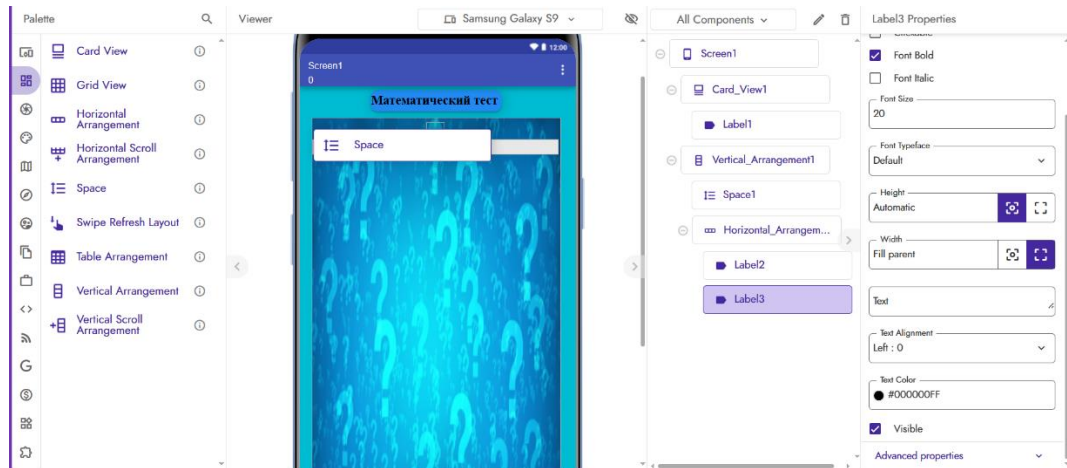 Palette
Viewer
Samsung Galaxy S9
All Components
Label3 Properties
Card View
Grid View
Horizontal
Arrangement
Horizontal Scroll
Arrangement
Space
Swipe Refresh Layout
Table Arrangement
Vertical Arrangement
Vertical Scroll
Arrangement
12:00
Screen1
0
Математический тест
Space
Screen1
Card_View1
Label1
Vertical_Arrangement1
Space1
Horizontal_Arrangem...
Label2
Label3
Clickable
Font Bold
Font Italic
Font Size
20
Font Typeface
Default
Height
Automatic
Width
Fill parent
Text
Text Alignment
Left : 0
Text Color
#000000FF
Visible
Advanced properties